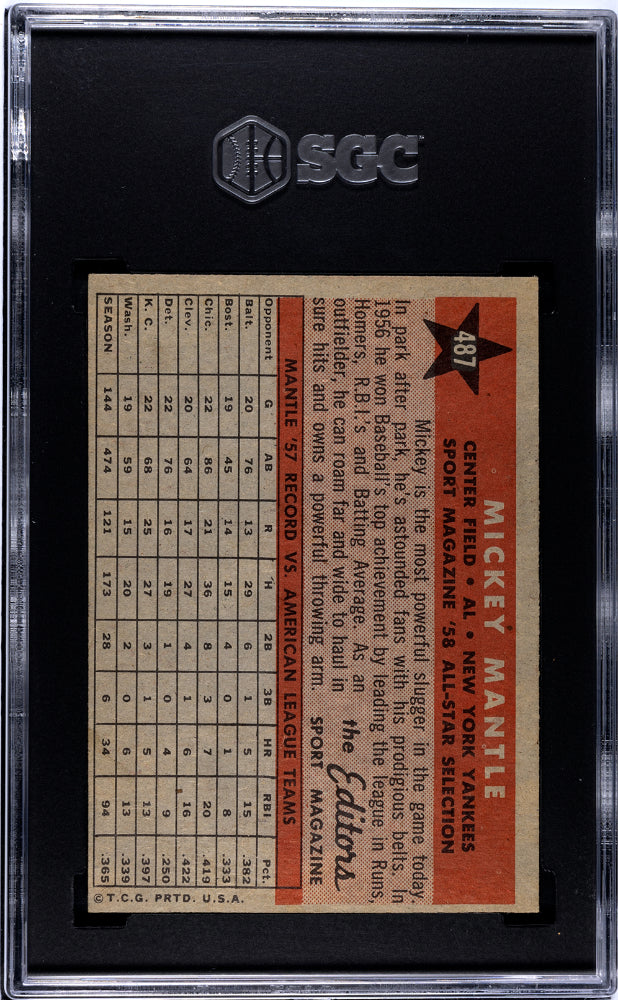 SGC
487
MICKEY MANTLE
CENTER FIELD • AL • NEW YORK YANKEES
SPORT MAGAZINE '58 ALL-STAR SELECTION
Mickey is the most powerful slugger in the game today.
In park after park, he's astounded fans with his prodigious belts. In
1956 he won Baseball's top achievement by leading the league in Runs,
Homers, R.B.I.'s and Batting Average. As an
outfielder, he can roam far and wide to haul in
sure hits and owns a powerful throwing arm.
the Editors
SPORT MAGAZINE
MANTLE '57 RECORD VS. AMERICAN LEAGUE TEAMS
Opponent G AB R H 2B 3B HR RBI Pct.
Balt. 20 76 13 29 6 1 5 15 .382
Bost. 19 45 14 15 4 0 1 8 .333
Chic. 22 86 21 36 8 3 7 20 .419
Clev. 20 64 17 27 4 1 6 16 .422
Det. 22 76 16 19 1 0 4 9 .250
K. C. 22 68 25 27 3 1 5 13 .397
Wash. 19 59 15 20 2 0 6 13 .339
SEASON 144 474 121 173 28 6 34 94 .365
© T.C.G. PRTD. U.S.A.